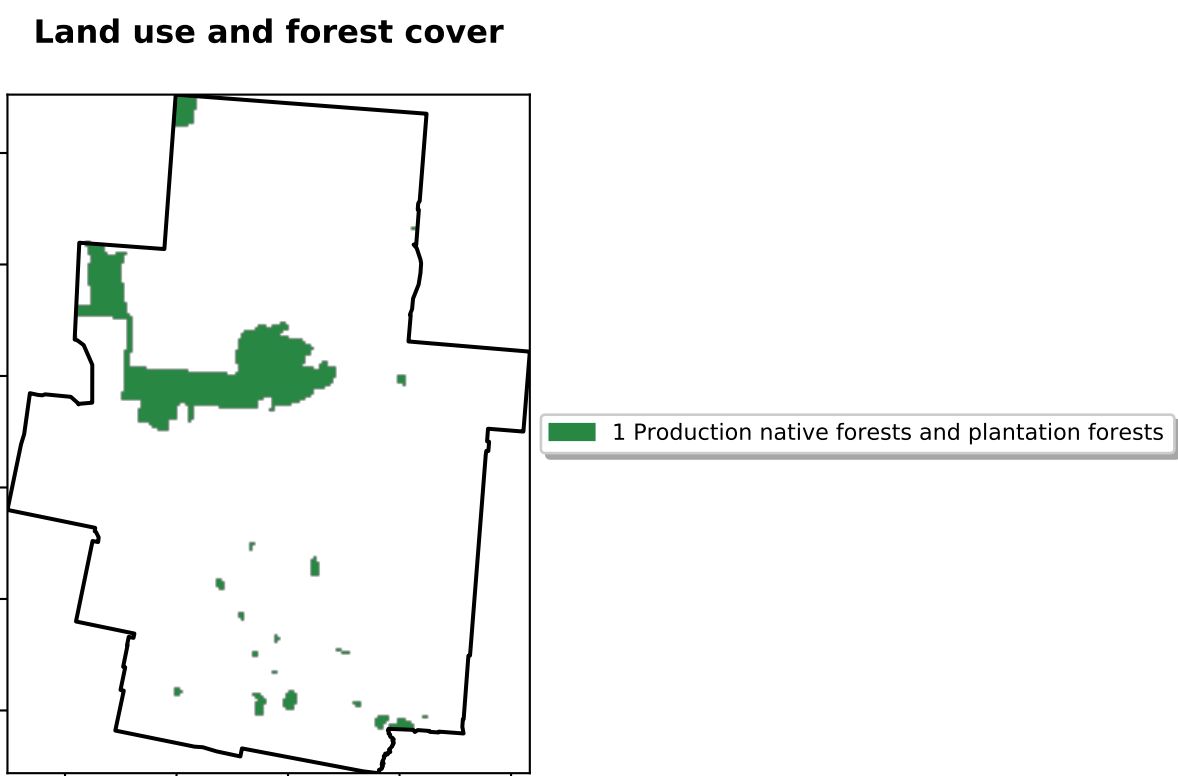 Land use and forest cover
1 Production native forests and plantation forests